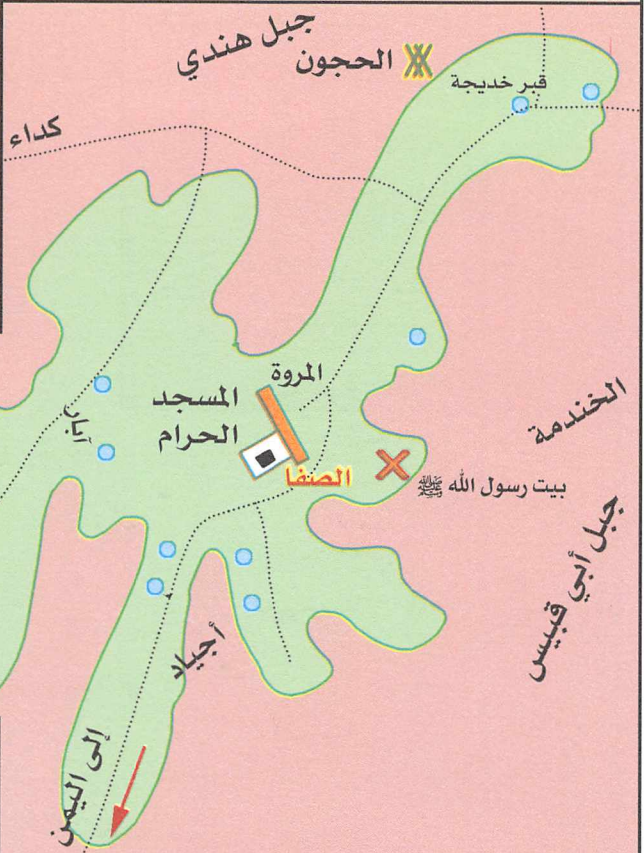 جبل هندي
الحجون
قبر خديجة
كداء
المروة
المسجد
الحرام
الصفا
آبار
الخندمة
بيت رسول الله ﷺ
جبل أبي قبيس
أجياد
إلى اليمن